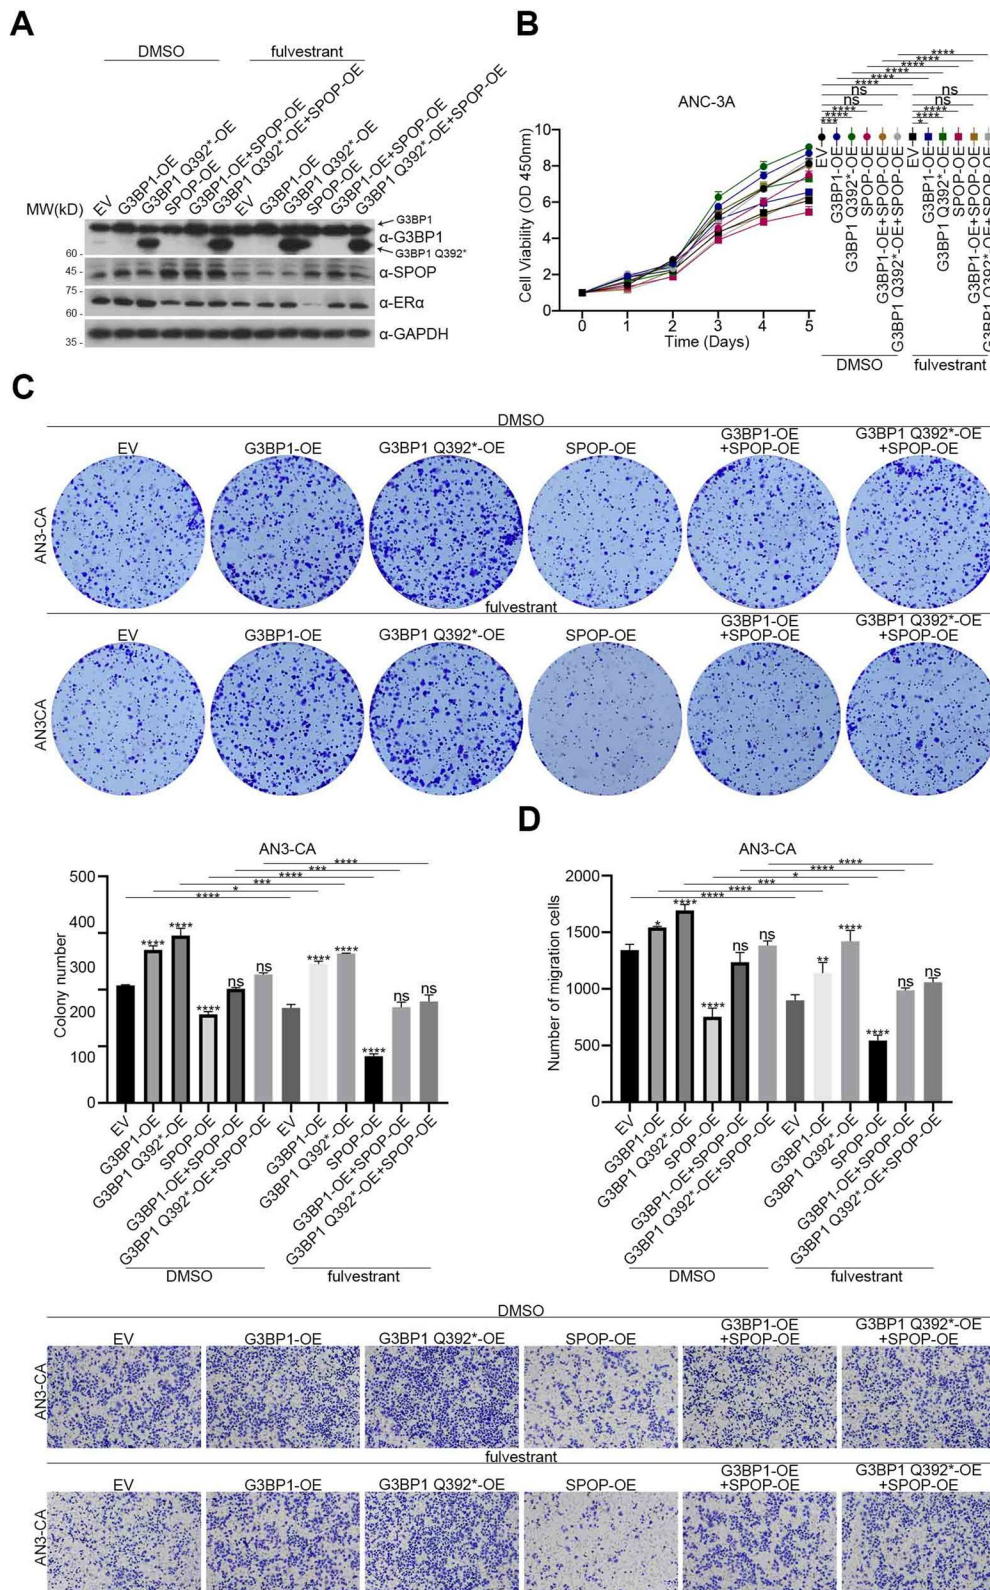 A
DMSO
fulvestrant
EV
G3BP1-OE
G3BP1 Q392*-OE
SPOP-OE
G3BP1-OE+SPOP-OE
G3BP1 Q392*-OE+SPOP-OE
EV
G3BP1-OE
G3BP1 Q392*-OE
SPOP-OE
G3BP1-OE+SPOP-OE
G3BP1 Q392*-OE+SPOP-OE
MW(kD)
G3BP1
α-G3BP1
G3BP1 Q392*
60
α-SPOP
45
75
α-ERα
60
α-GAPDH
35
B
ANC-3A
Cell Viability (OD 450nm)
10
8
6
4
2
0
0 1 2 3 4 5
Time (Days)
****
****
****
****
****
****
ns
ns
ns
ns
****
****
****
****
***
*
EV
G3BP1-OE
G3BP1 Q392*-OE
SPOP-OE
G3BP1-OE+SPOP-OE
G3BP1 Q392*-OE+SPOP-OE
EV
G3BP1-OE
G3BP1 Q392*-OE
SPOP-OE
G3BP1-OE+SPOP-OE
G3BP1 Q392*-OE+SPOP-OE
DMSO
fulvestrant
C
DMSO
EV
G3BP1-OE
G3BP1 Q392*-OE
SPOP-OE
G3BP1-OE
+SPOP-OE
G3BP1 Q392*-OE
+SPOP-OE
AN3-CA
fulvestrant
EV
G3BP1-OE
G3BP1 Q392*-OE
SPOP-OE
G3BP1-OE
+SPOP-OE
G3BP1 Q392*-OE
+SPOP-OE
AN3CA
AN3-CA
Colony number
500
400
300
200
100
0
****
***
****
***
*
****
**** **** **** ns ns **** **** **** ns ns
EV
G3BP1-OE
G3BP1 Q392*-OE
SPOP-OE
G3BP1-OE+SPOP-OE
G3BP1 Q392*-OE+SPOP-OE
EV
G3BP1-OE
G3BP1 Q392*-OE
SPOP-OE
G3BP1-OE+SPOP-OE
G3BP1 Q392*-OE+SPOP-OE
DMSO
fulvestrant
D
AN3-CA
Number of migration cells
2000
1500
1000
500
0
****
****
*
***
****
****
* **** **** ns ns ** **** **** ns ns
EV
G3BP1-OE
G3BP1 Q392*-OE
SPOP-OE
G3BP1-OE+SPOP-OE
G3BP1 Q392*-OE+SPOP-OE
EV
G3BP1-OE
G3BP1 Q392*-OE
SPOP-OE
G3BP1-OE+SPOP-OE
G3BP1 Q392*-OE+SPOP-OE
DMSO
fulvestrant
DMSO
EV
G3BP1-OE
G3BP1 Q392*-OE
SPOP-OE
G3BP1-OE
+SPOP-OE
G3BP1 Q392*-OE
+SPOP-OE
AN3-CA
fulvestrant
EV
G3BP1-OE
G3BP1 Q392*-OE
SPOP-OE
G3BP1-OE
+SPOP-OE
G3BP1 Q392*-OE
+SPOP-OE
AN3-CA